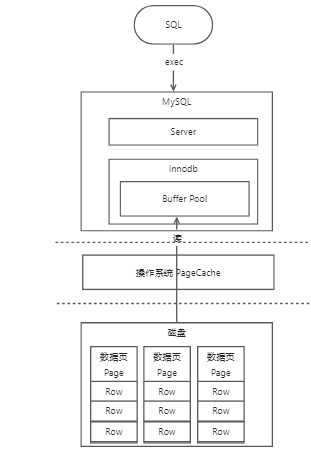 SQL
exec
MySQL
Server
Innodb
Buffer Pool
读
操作系统 PageCache
磁盘
数据页 数据页 数据页
Page Page Page
Row Row Row
Row Row Row
Row Row Row